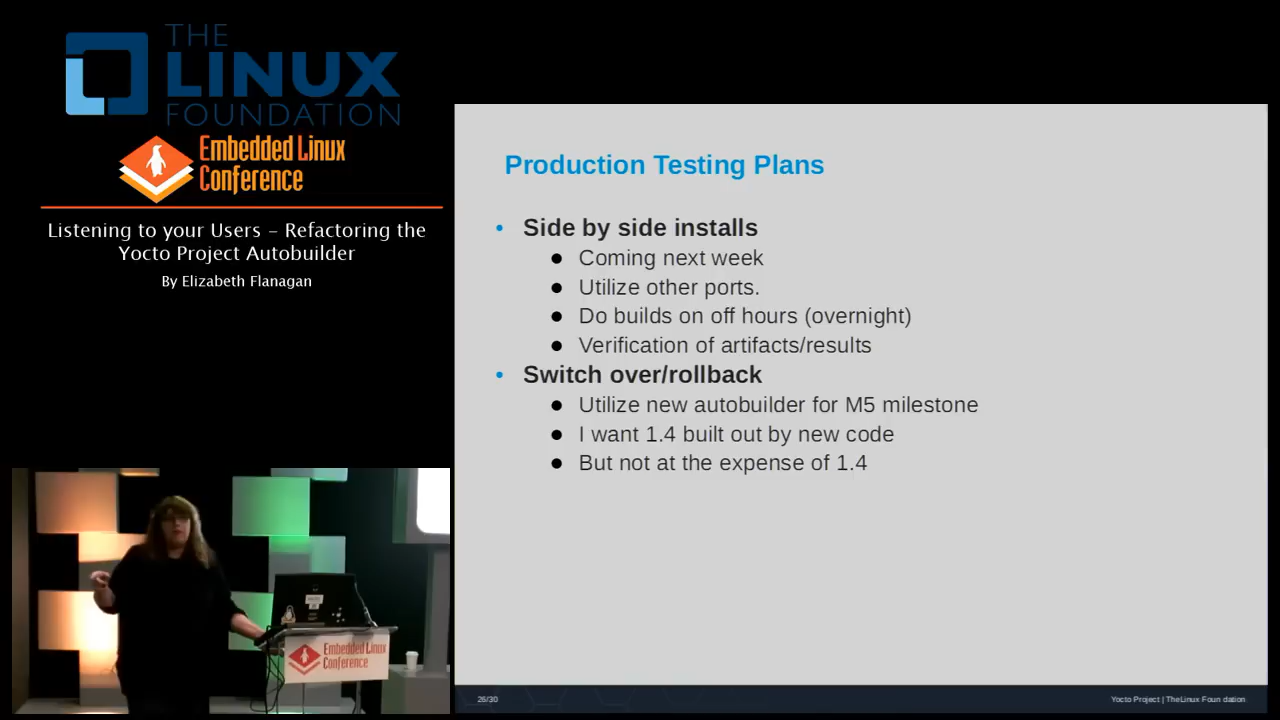 THE
LINUX
FOUNDATION
Embedded Linux
Conference
Listening to your Users – Refactoring the
Yocto Project Autobuilder
By Elizabeth Flanagan
Production Testing Plans
• Side by side installs
● Coming next week
● Utilize other ports.
● Do builds on off hours (overnight)
● Verification of artifacts/results
• Switch over/rollback
● Utilize new autobuilder for M5 milestone
● I want 1.4 built out by new code
● But not at the expense of 1.4
Embedded Linux
Conference
26/30
Yocto Project | TheLinux Foun dation